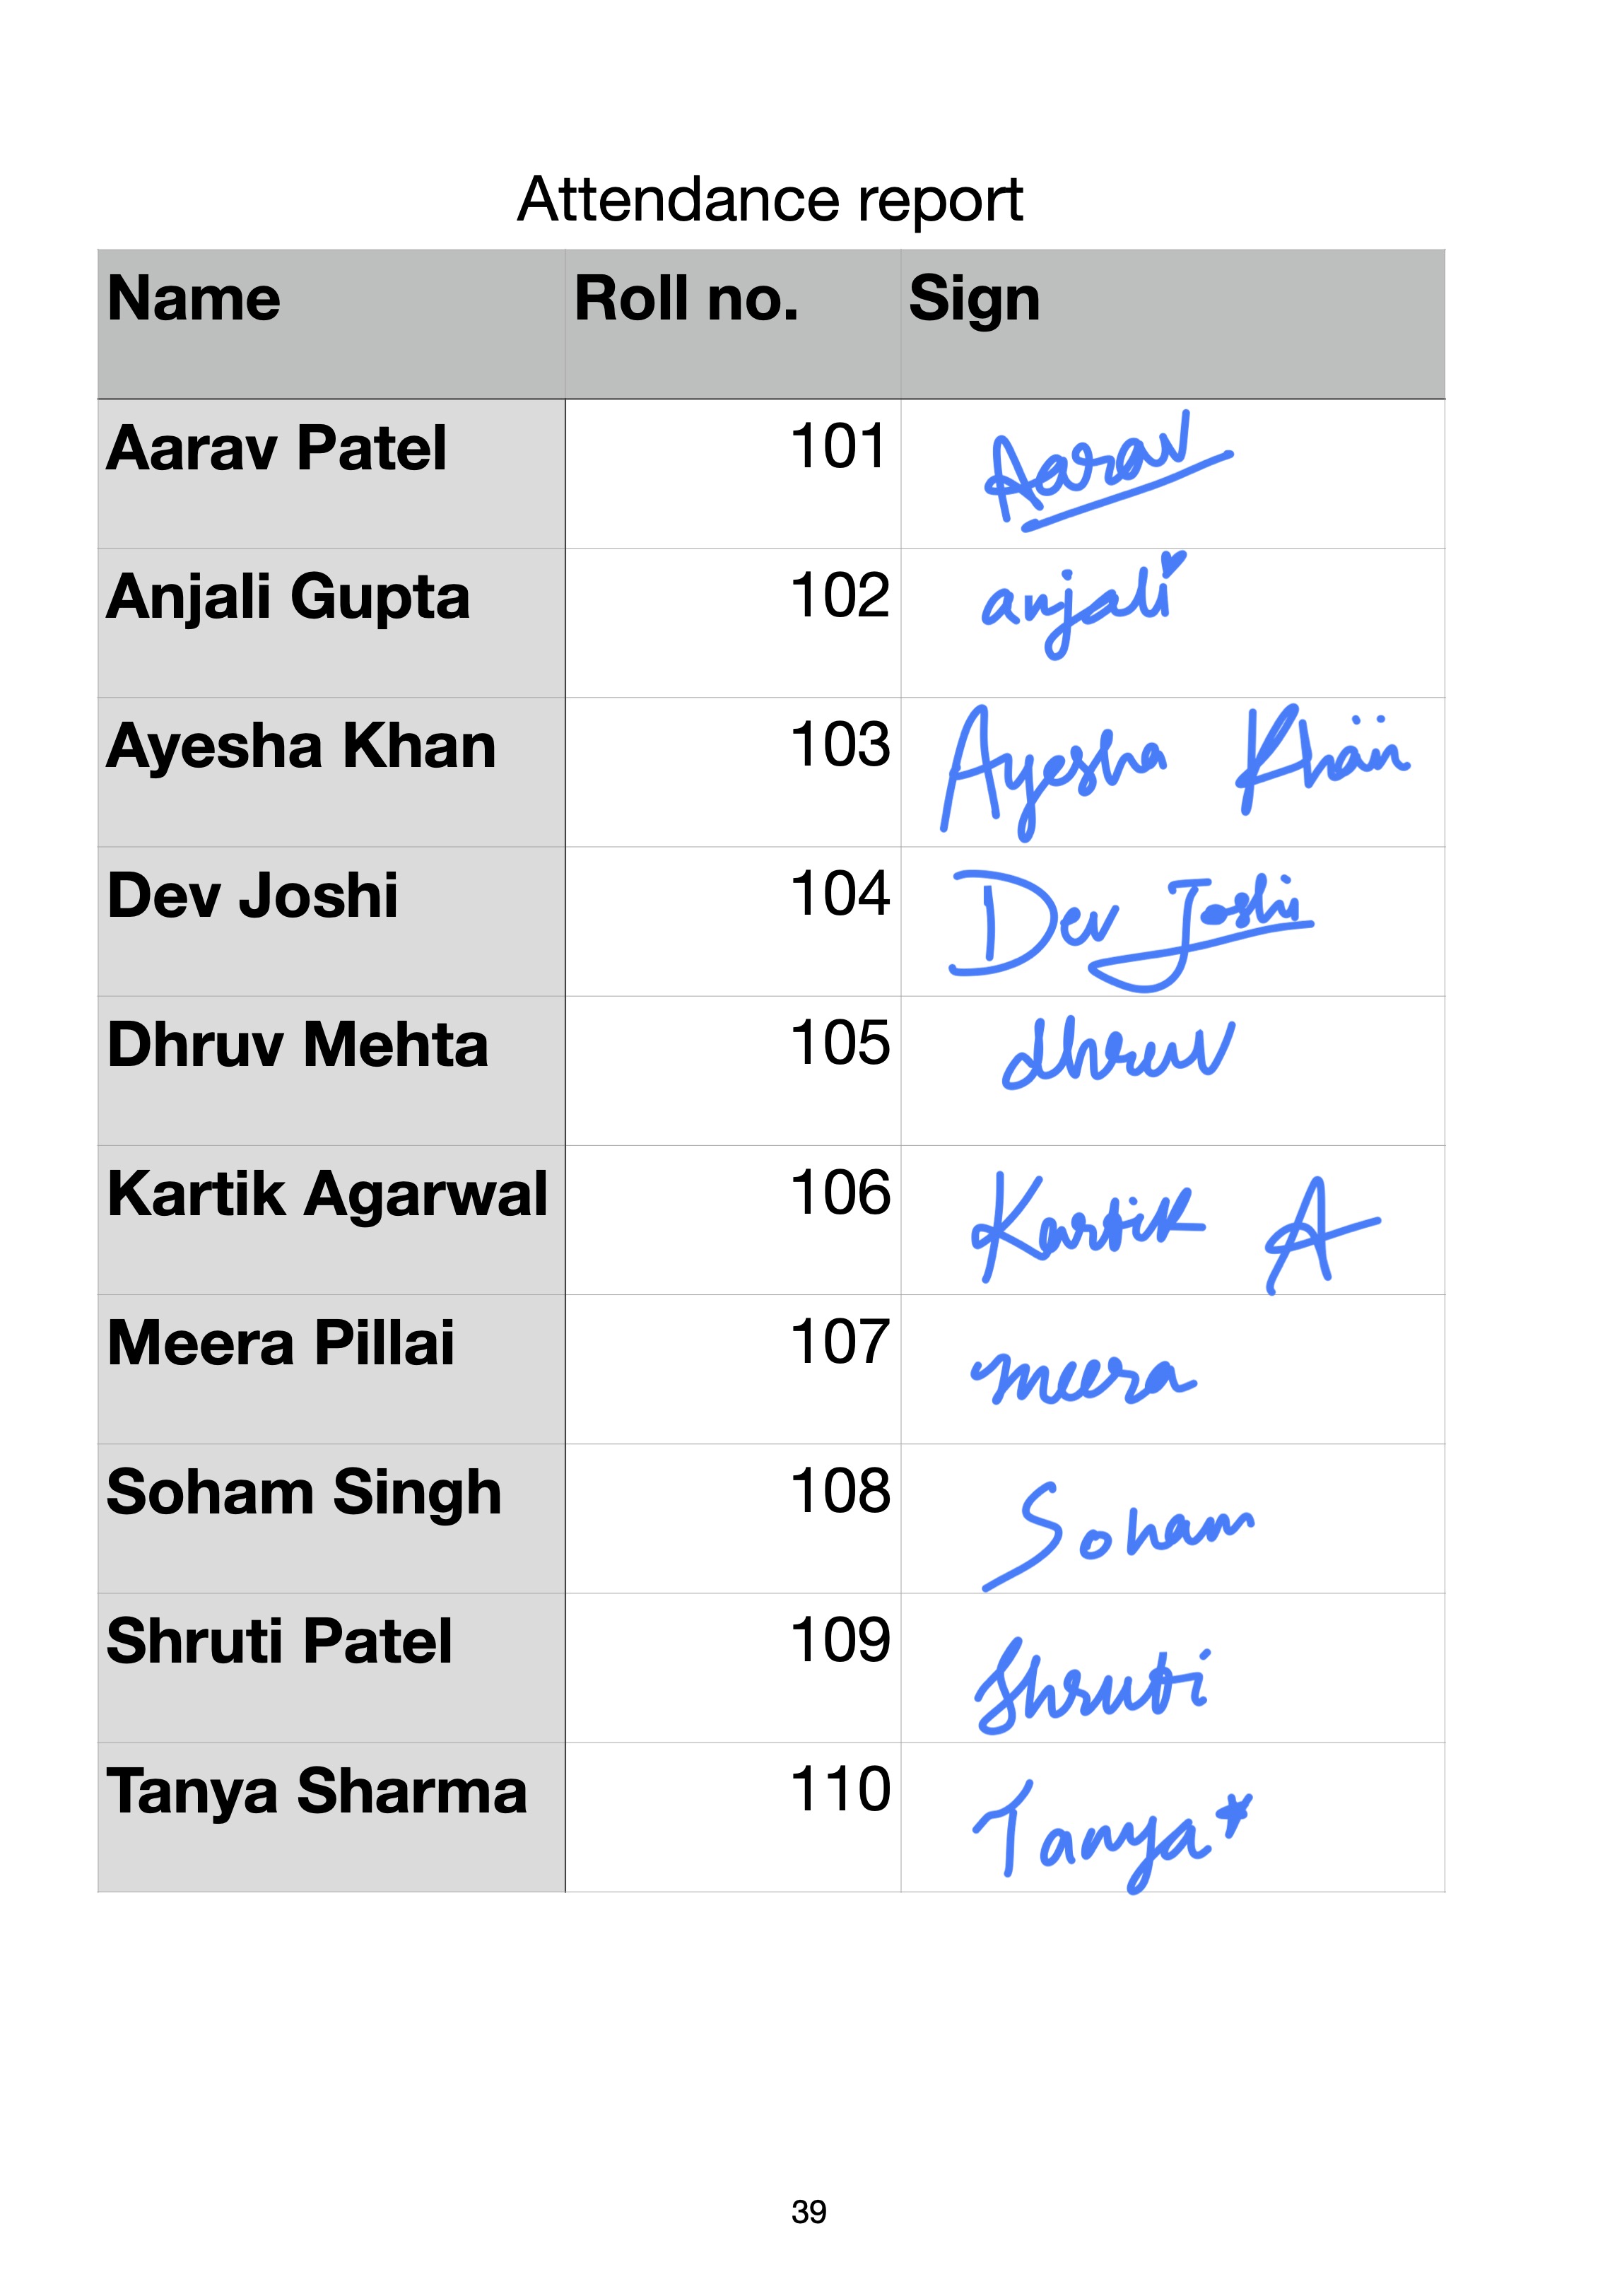 Attendance report
Name Roll no. Sign
Aarav Patel 101 Aarav
Anjali Gupta 102 anjali
Ayesha Khan 103 Ayesha Khan
Dev Joshi 104 Dev Joshi
Dhruv Mehta 105 dhruv
Kartik Agarwal 106 Kartik A
Meera Pillai 107 meera
Soham Singh 108 Soham
Shruti Patel 109 Shruti
Tanya Sharma 110 Tanya
39